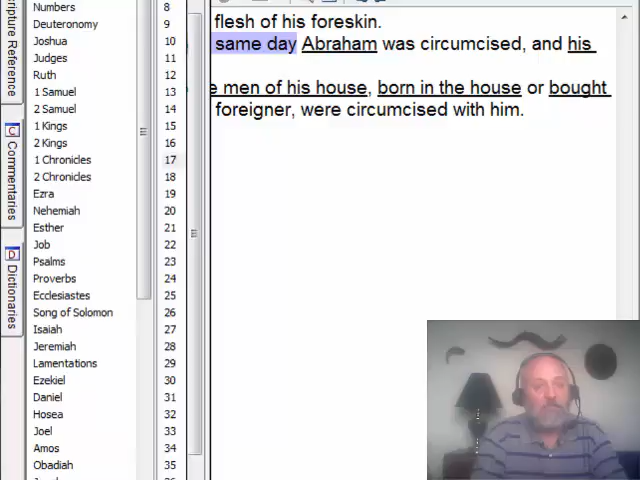 Scripture Reference
Commentaries
Dictionaries
Numbers
Deuteronomy
Joshua
Judges
Ruth
1 Samuel
2 Samuel
1 Kings
2 Kings
1 Chronicles
2 Chronicles
Ezra
Nehemiah
Esther
Job
Psalms
Proverbs
Ecclesiastes
Song of Solomon
Isaiah
Jeremiah
Lamentations
Ezekiel
Daniel
Hosea
Joel
Amos
Obadiah
8
9
10
11
12
13
14
15
16
17
18
19
20
21
22
23
24
25
26
27
28
29
30
31
32
33
34
35
flesh of his foreskin.
same day Abraham was circumcised, and his
e men of his house, born in the house or bought
foreigner, were circumcised with him.